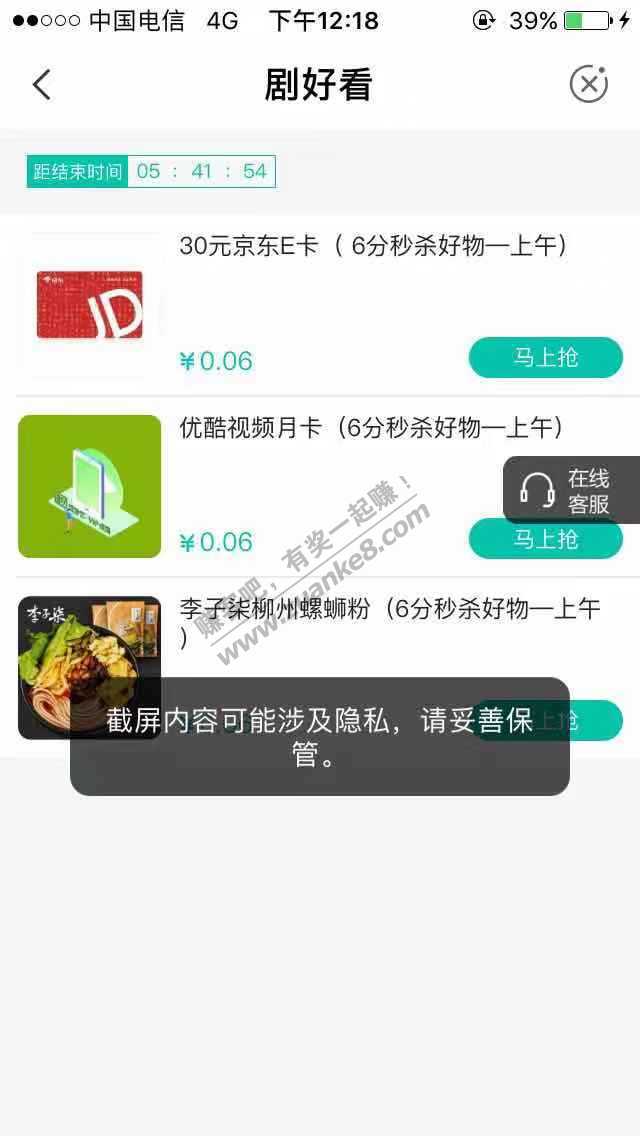 中国电信 4G 下午12:18 39%
剧好看
距结束时间 05 : 41 : 54
30元京东E卡（ 6分秒杀好物—上午）
JD
¥0.06
马上抢
优酷视频月卡（6分秒杀好物—上午）
在线
客服
¥0.06
马上抢
赚客吧，有奖一起赚！
www.zuanke8.com
李子柒
李子柒柳州螺蛳粉（6分秒杀好物—上午
）
截屏内容可能涉及隐私，请妥善保
管。